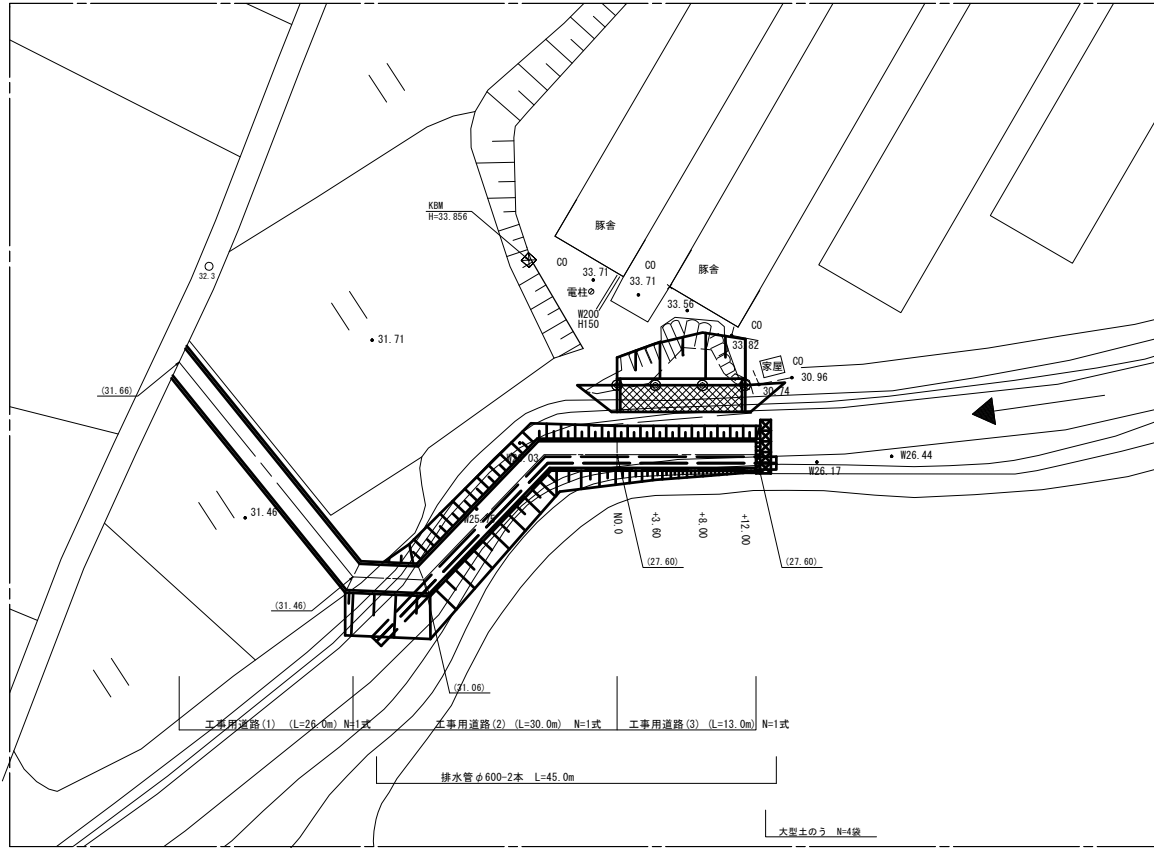 KBM
H=33.856
豚舎
CO
CO
33.71
豚舎
32.3
電柱
33.71
W200
H150
33.56
CO
31.71
33.82
家屋
CO
30.96
(31.66)
30.74
W26.44
W26.17
31.46
NO.0
+3.60
+8.00
+12.00
(27.60)
(27.60)
(31.46)
(31.06)
工事用道路(1) (L=26.0m) N=1式
工事用道路(2) (L=30.0m) N=1式
工事用道路(3) (L=13.0m) N=1式
排水管φ600-2本 L=45.0m
大型土のう N=4袋